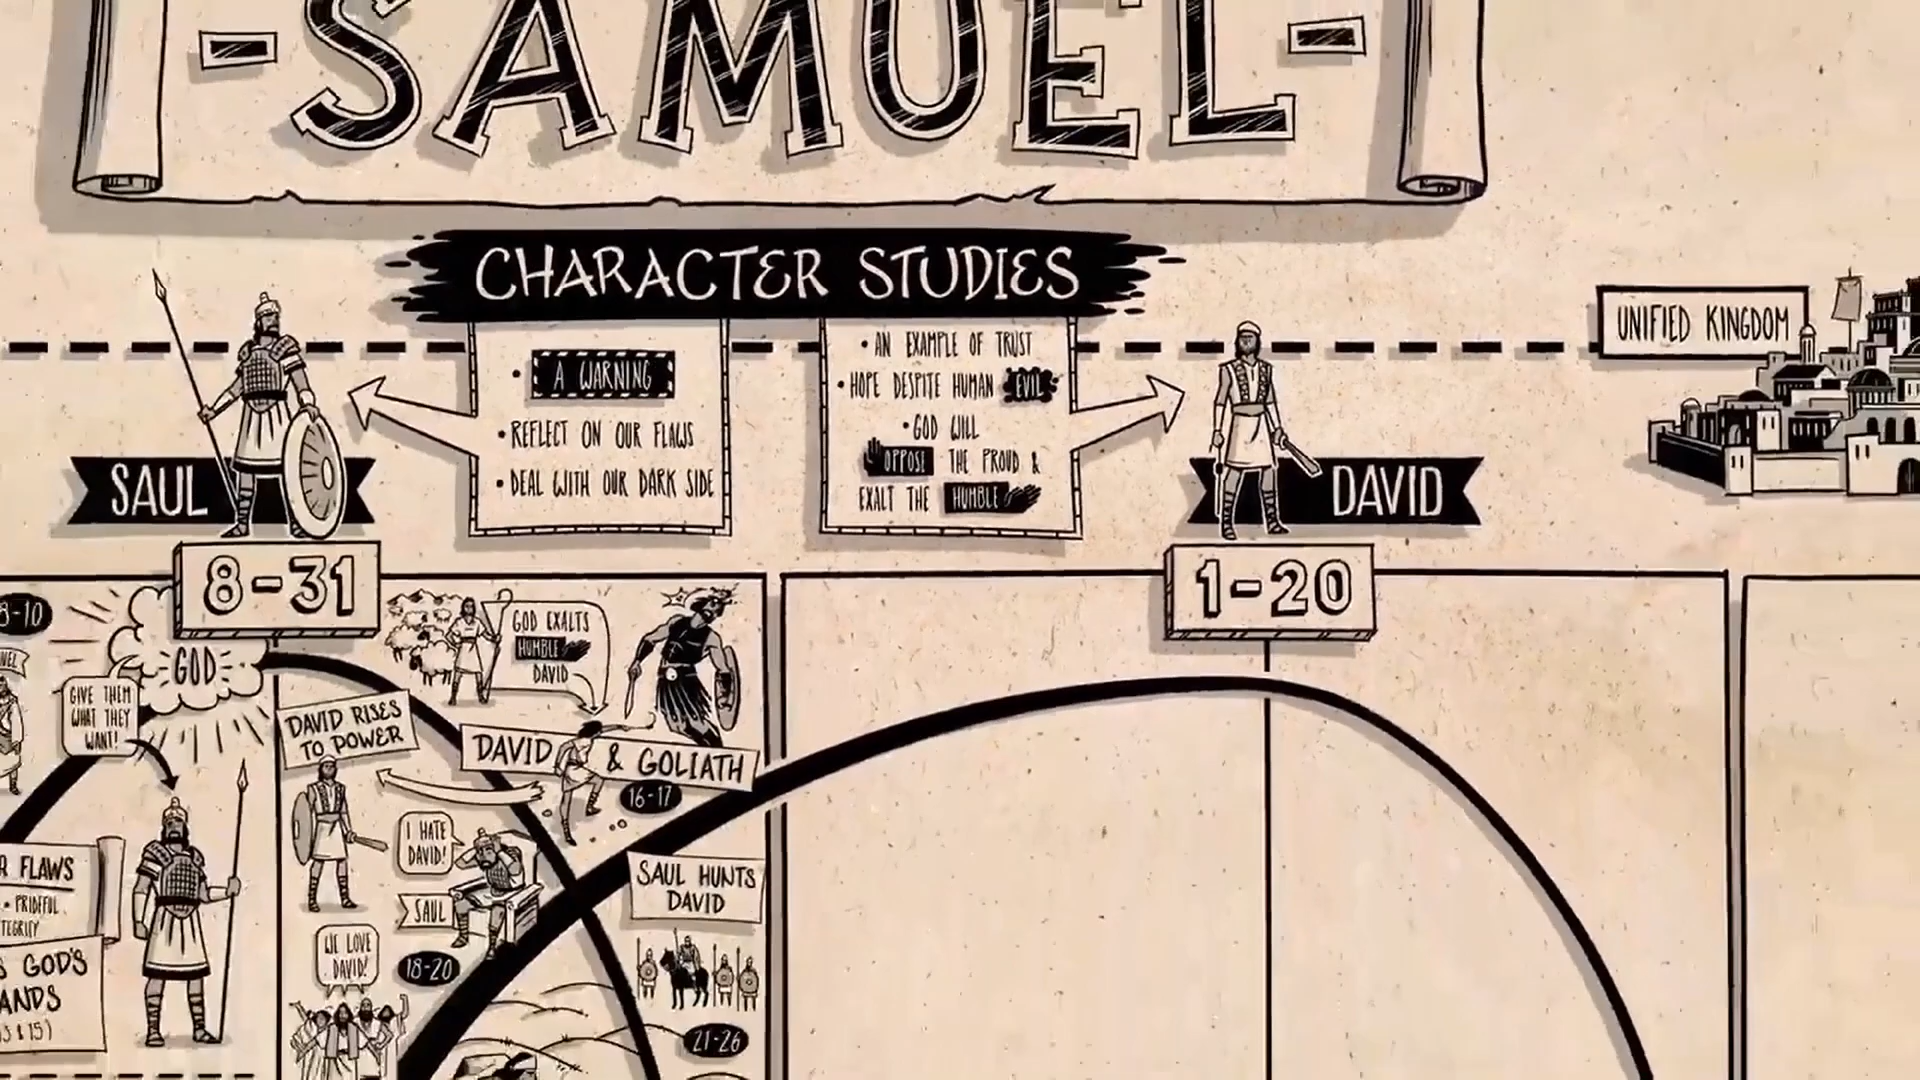 -SAMUEL-
CHARACTER STUDIES
• A WARNING
• REFLECT ON OUR FLAWS
• DEAL WITH OUR DARK SIDE
• AN EXAMPLE OF TRUST
• HOPE DESPITE HUMAN EVIL
• GOD WILL
OPPOSE THE PROUD &
EXALT THE HUMBLE
UNIFIED KINGDOM
SAUL
DAVID
8-31
1-20
8-10
GOD
GIVE THEM
WHAT THEY
WANT!
GOD EXALTS
HUMBLE
DAVID
DAVID RISES
TO POWER
DAVID & GOLIATH
16-17
I HATE
DAVID!
SAUL
18-20
WE LOVE
DAVID!
SAUL HUNTS
DAVID
21-26
FLAWS
• PRIDEFUL
GOD'S